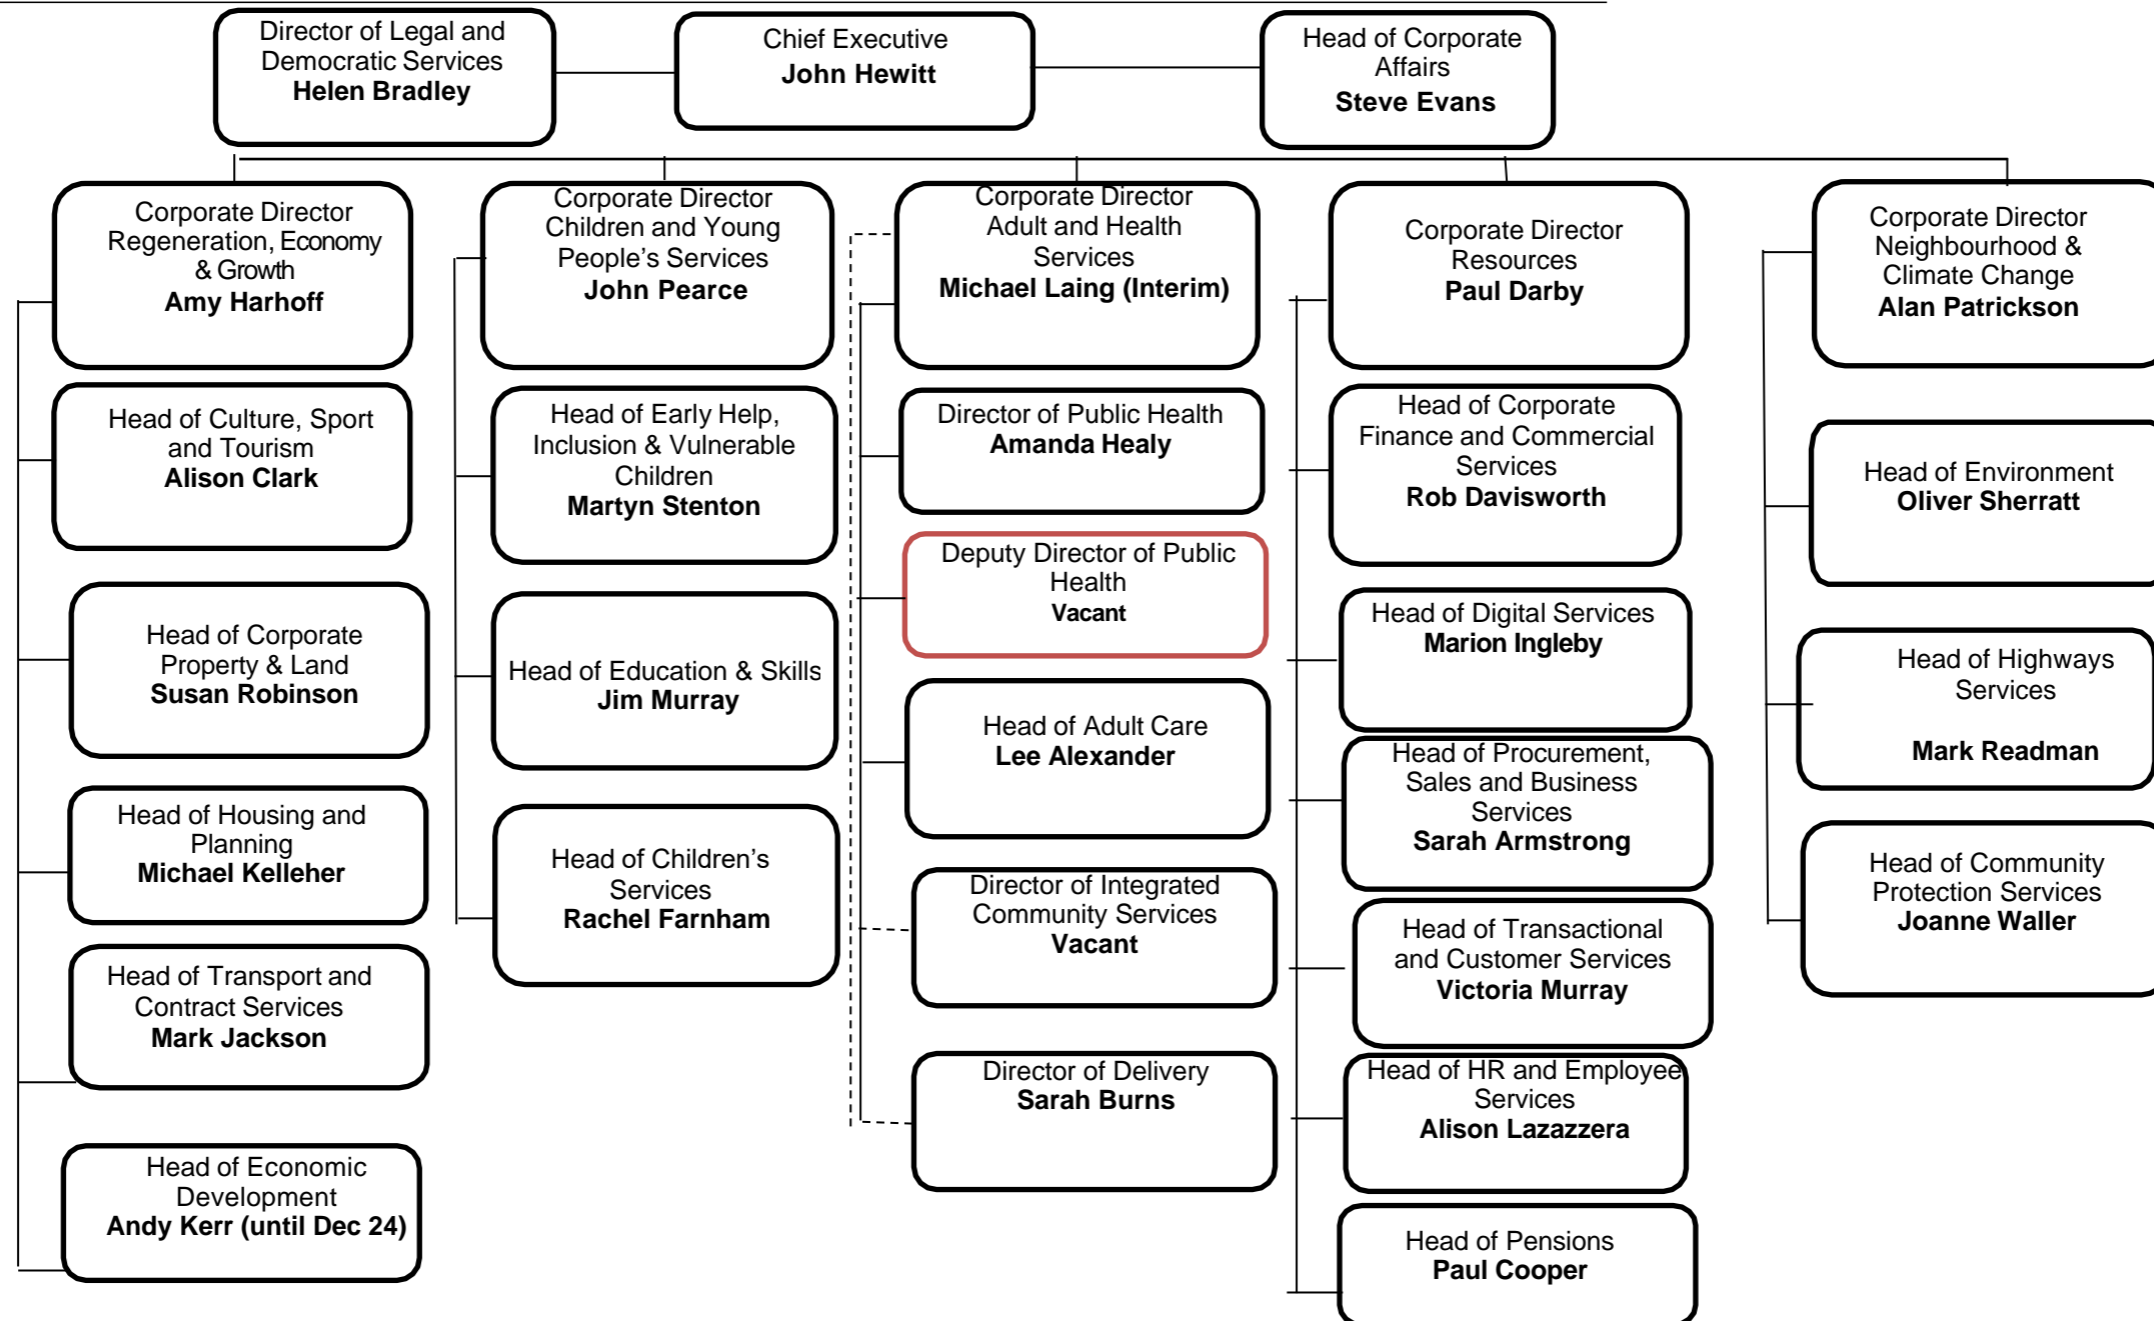 Director of Legal and
Democratic Services
Helen Bradley
Chief Executive
John Hewitt
Head of Corporate
Affairs
Steve Evans
Corporate Director
Regeneration, Economy
& Growth
Amy Harhoff
Head of Culture, Sport
and Tourism
Alison Clark
Head of Corporate
Property & Land
Susan Robinson
Head of Housing and
Planning
Michael Kelleher
Head of Transport and
Contract Services
Mark Jackson
Head of Economic
Development
Andy Kerr (until Dec 24)
Corporate Director
Children and Young
People’s Services
John Pearce
Head of Early Help,
Inclusion & Vulnerable
Children
Martyn Stenton
Head of Education & Skills
Jim Murray
Head of Children’s
Services
Rachel Farnham
Corporate Director
Adult and Health
Services
Michael Laing (Interim)
Director of Public Health
Amanda Healy
Deputy Director of Public
Health
Vacant
Head of Adult Care
Lee Alexander
Director of Integrated
Community Services
Vacant
Director of Delivery
Sarah Burns
Corporate Director
Resources
Paul Darby
Head of Corporate
Finance and Commercial
Services
Rob Davisworth
Head of Digital Services
Marion Ingleby
Head of Procurement,
Sales and Business
Services
Sarah Armstrong
Head of Transactional
and Customer Services
Victoria Murray
Head of HR and Employee
Services
Alison Lazazzera
Head of Pensions
Paul Cooper
Corporate Director
Neighbourhood &
Climate Change
Alan Patrickson
Head of Environment
Oliver Sherratt
Head of Highways
Services
Mark Readman
Head of Community
Protection Services
Joanne Waller